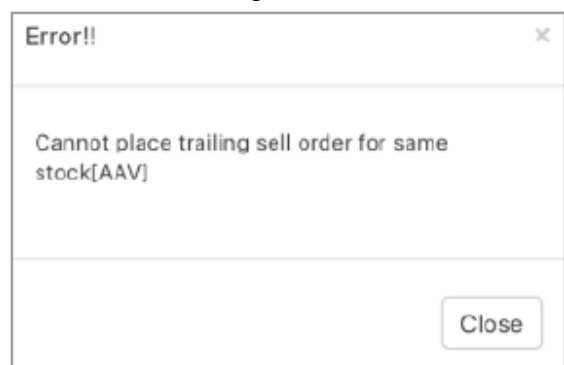 Error!!
×
Cannot place trailing sell order for same
stock[AAV]
Close